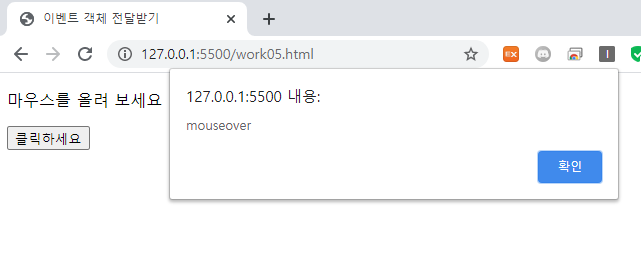 이벤트 객체 전달받기
127.0.0.1:5500/work05.html
127.0.0.1:5500 내용:
mouseover
확인
마우스를 올려 보세요
클릭하세요